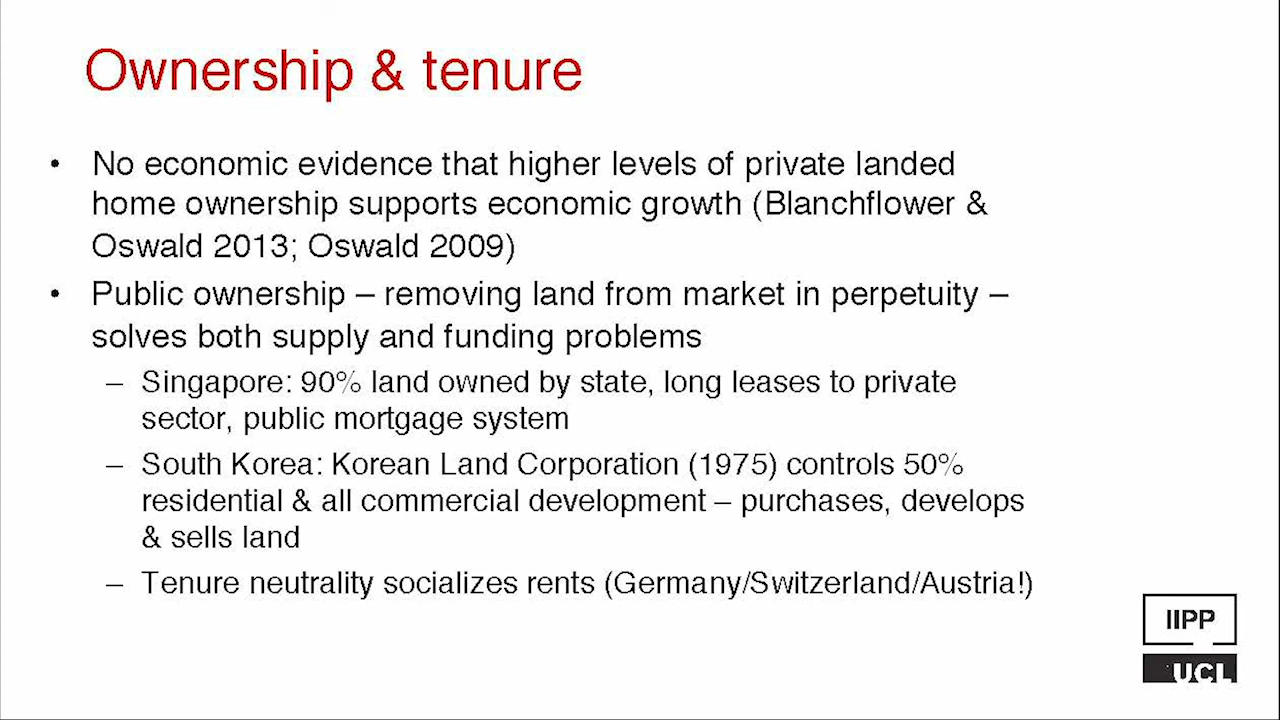 Ownership & tenure
• No economic evidence that higher levels of private landed
home ownership supports economic growth (Blanchflower &
Oswald 2013; Oswald 2009)
• Public ownership – removing land from market in perpetuity –
solves both supply and funding problems
– Singapore: 90% land owned by state, long leases to private
sector, public mortgage system
– South Korea: Korean Land Corporation (1975) controls 50%
residential & all commercial development – purchases, develops
& sells land
– Tenure neutrality socializes rents (Germany/Switzerland/Austria!)
IIPP
UCL